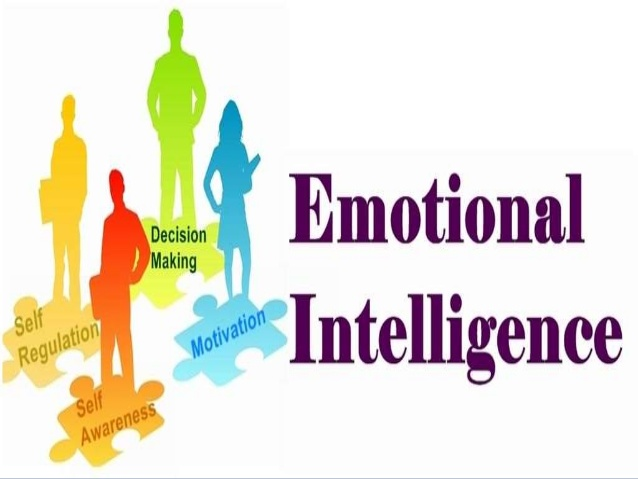 Decision
Making
Self
Regulation
Motivation
Self
Awareness
Emotional
Intelligence